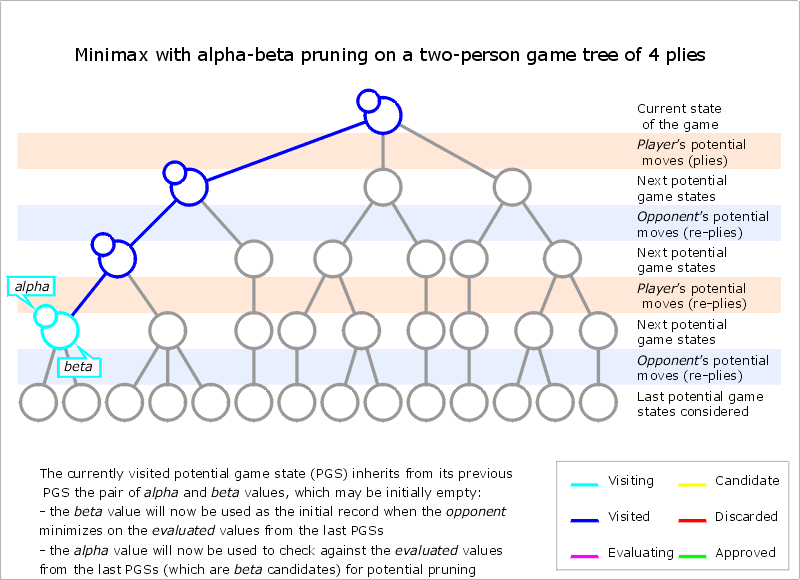 Minimax with alpha-beta pruning on a two-person game tree of 4 plies
Current state
of the game
Player's potential
moves (plies)
Next potential
game states
Opponent's potential
moves (re-plies)
Next potential
game states
alpha
Player's potential
moves (re-plies)
Next potential
game states
beta
Opponent's potential
moves (re-plies)
Last potential game
states considered
The currently visited potential game state (PGS) inherits from its previous
PGS the pair of alpha and beta values, which may be initially empty:
- the beta value will now be used as the initial record when the opponent
minimizes on the evaluated values from the last PGSs
- the alpha value will now be used to check against the evaluated values
from the last PGSs (which are beta candidates) for potential pruning
Visiting
Candidate
Visited
Discarded
Evaluating
Approved